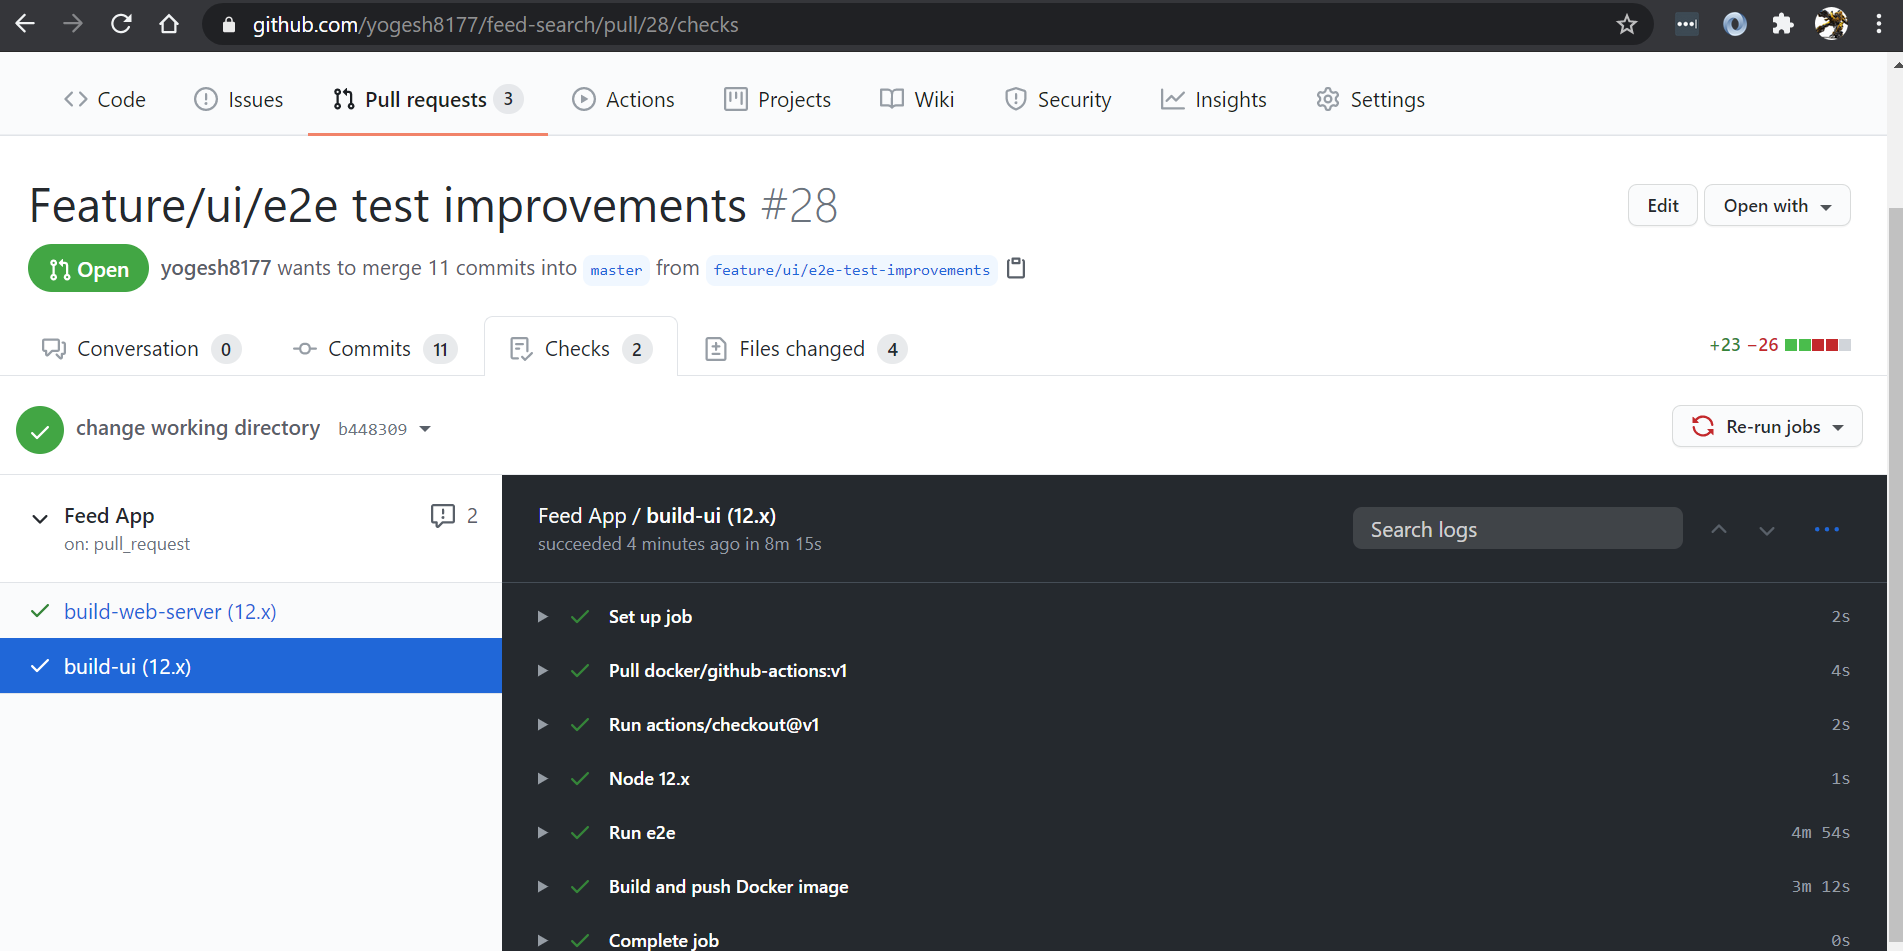 github.com/yogesh8177/feed-search/pull/28/checks
Code Issues Pull requests 3 Actions Projects Wiki Security Insights Settings
Feature/ui/e2e test improvements #28
Edit Open with
Open yogesh8177 wants to merge 11 commits into master from feature/ui/e2e-test-improvements
Conversation 0 Commits 11 Checks 2 Files changed 4 +23 −26
change working directory b448309 Re-run jobs
Feed App 2
on: pull_request
build-web-server (12.x)
build-ui (12.x)
Feed App / build-ui (12.x)
succeeded 4 minutes ago in 8m 15s
Search logs
Set up job 2s
Pull docker/github-actions:v1 4s
Run actions/checkout@v1 2s
Node 12.x 1s
Run e2e 4m 54s
Build and push Docker image 3m 12s
Complete job 0s